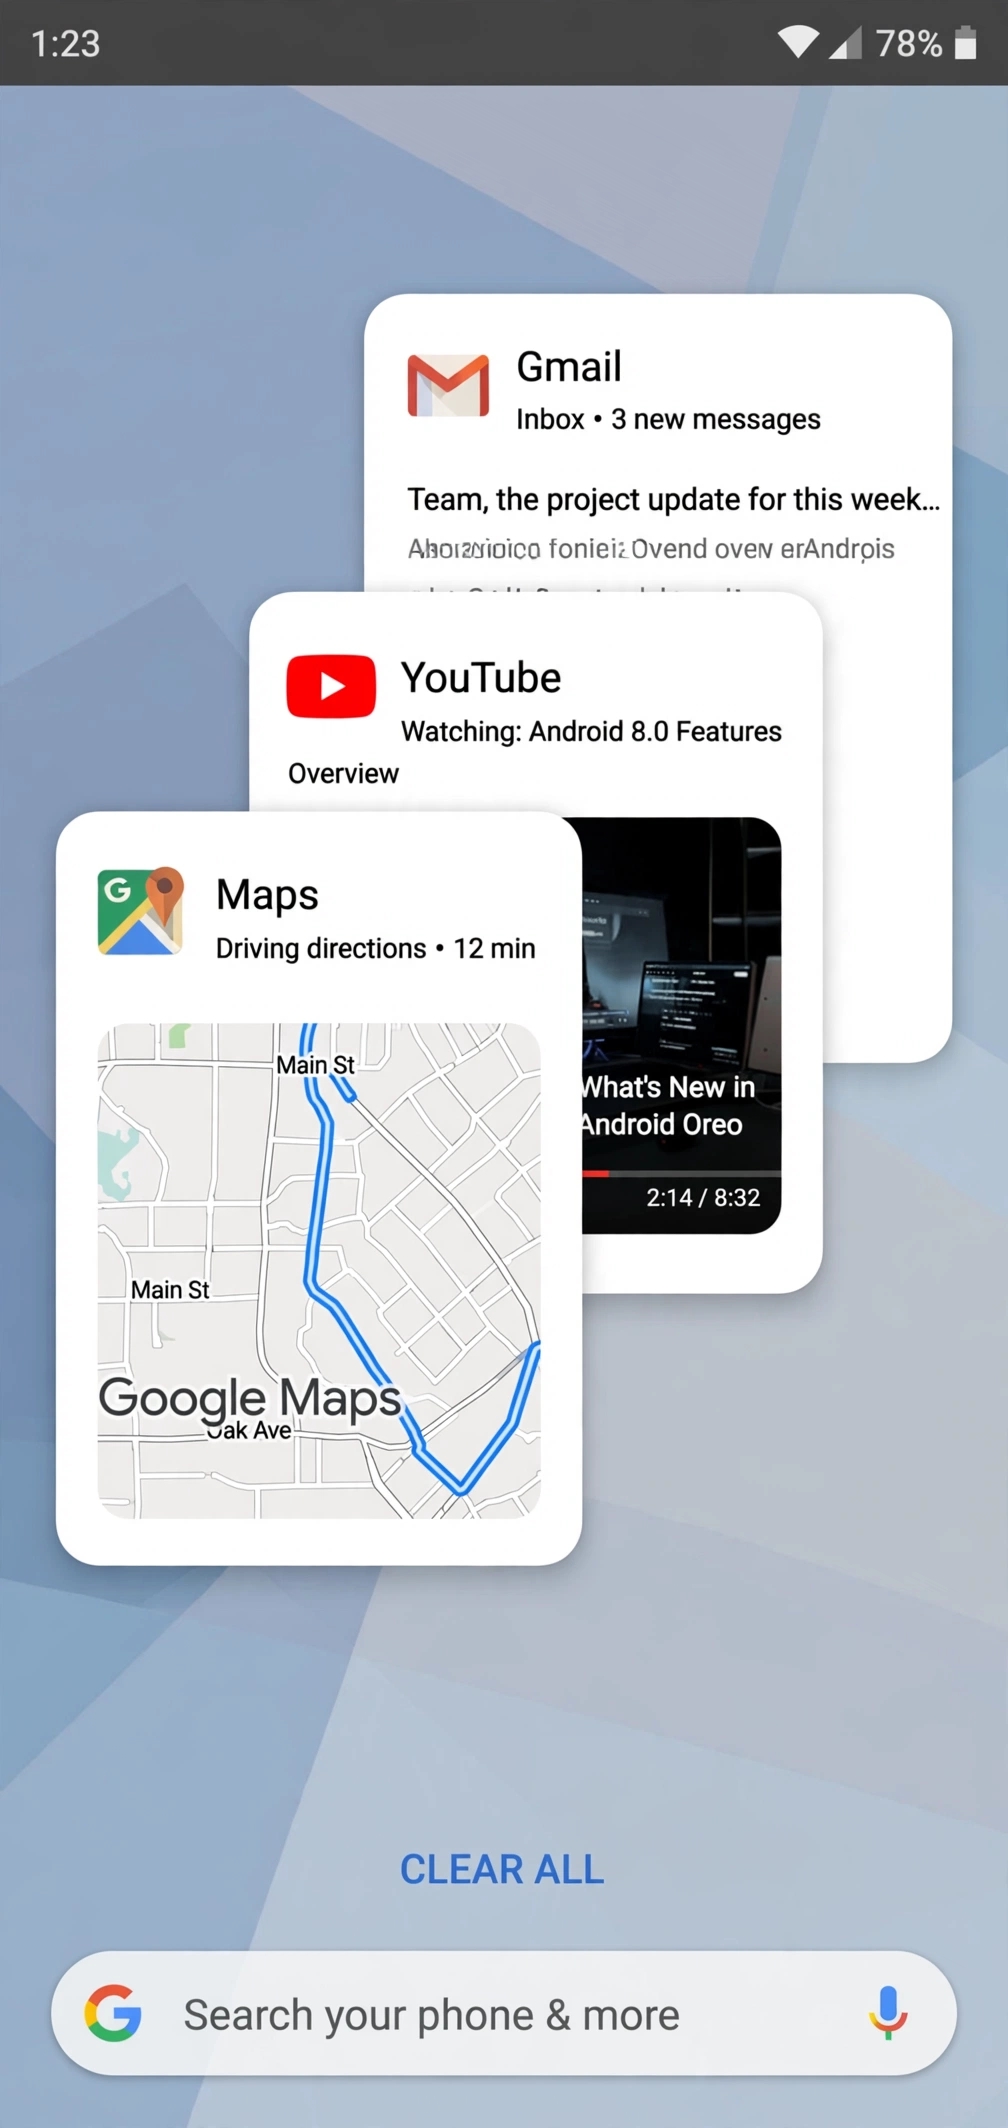 1:23
78%
Gmail
Inbox • 3 new messages
Team, the project update for this week...
YouTube
Watching: Android 8.0 Features
Overview
What's New in
Android Oreo
2:14 / 8:32
Maps
Driving directions • 12 min
Main St
Main St
Google Maps
Oak Ave
CLEAR ALL
G Search your phone & more